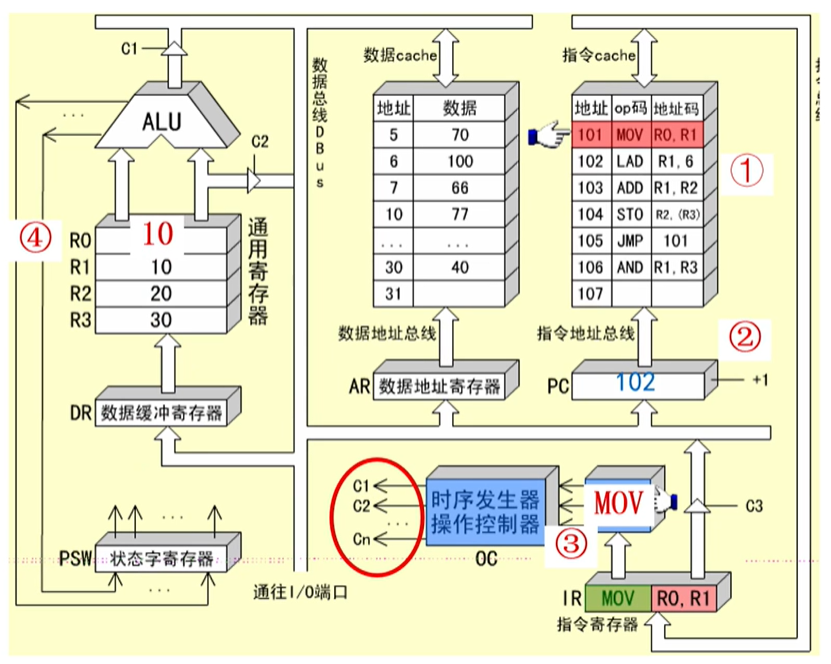 C1
ALU
C2
数据总线DBus
数据cache
地址 数据
5 70
6 100
7 66
10 77
... ...
30 40
31
指令cache
地址 op码 地址码
101 MOV R0, R1
102 LAD R1, 6
103 ADD R1, R2
104 STO R2, (R3)
105 JMP 101
106 AND R1, R3
107
①
④
R0 10
R1 10
R2 20
R3 30
通用寄存器
数据地址总线
指令地址总线
②
AR 数据地址寄存器
PC 102
+1
DR 数据缓冲寄存器
C1
C2
...
Cn
时序发生器
操作控制器
OC
MOV
③
C3
...
PSW 状态字寄存器
...
通往I/O端口
IR MOV R0, R1
指令寄存器
...